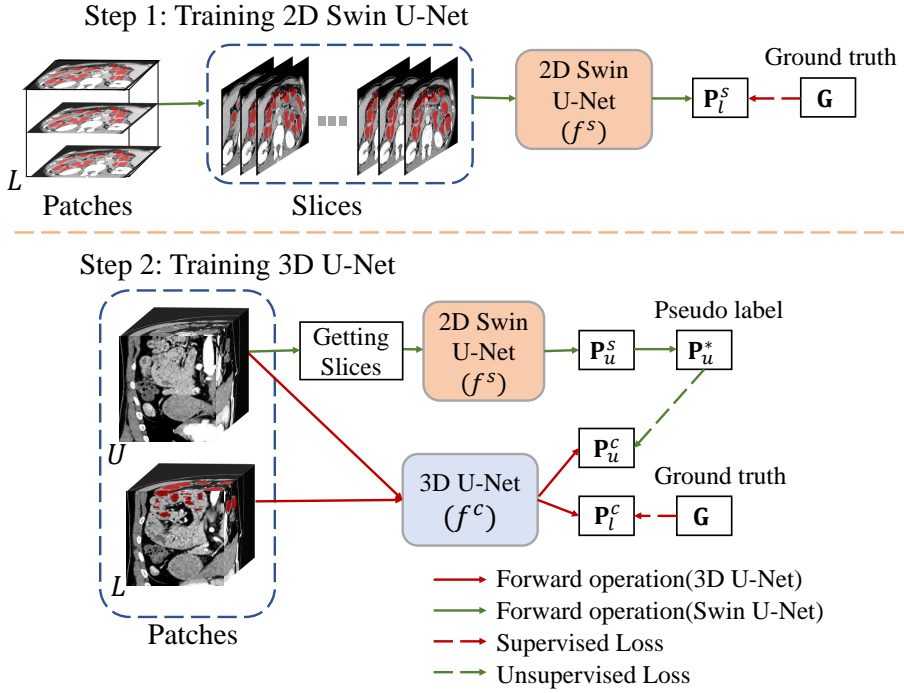 Step 1: Training 2D Swin U-Net
Ground truth
2D Swin
U-Net
(f^s)
P_l^s
G
L
Patches
Slices
Step 2: Training 3D U-Net
Pseudo label
Getting
Slices
2D Swin
U-Net
(f^s)
P_u^s
P_u^*
U
P_u^c
Ground truth
3D U-Net
(f^c)
P_l^c
G
L
Patches
Forward operation(3D U-Net)
Forward operation(Swin U-Net)
Supervised Loss
Unsupervised Loss